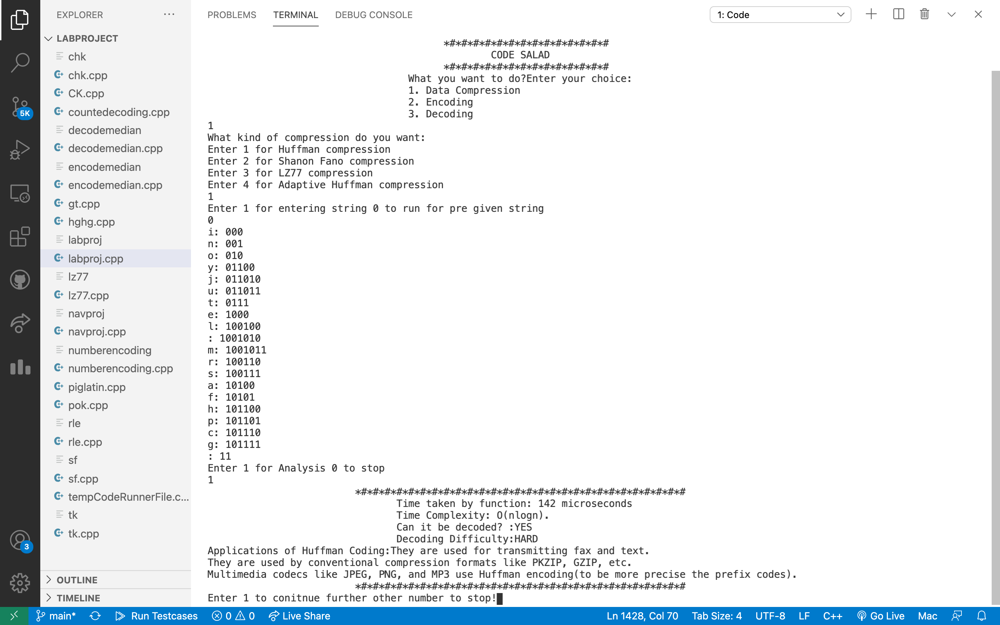 EXPLORER
LABPROJECT
chk
chk.cpp
CK.cpp
countedecoding.cpp
decodemedian
decodemedian.cpp
encodemedian
encodemedian.cpp
gt.cpp
hghg.cpp
labproj
labproj.cpp
lz77
lz77.cpp
navproj
navproj.cpp
numberencoding
numberencoding.cpp
piglatin.cpp
pok.cpp
rle
rle.cpp
sf
sf.cpp
tempCodeRunnerFile.c...
tk
tk.cpp
OUTLINE
TIMELINE
5K
3
PROBLEMS TERMINAL DEBUG CONSOLE 1: Code
*#*#*#*#*#*#*#*#*#*#*#*#*#*#
CODE SALAD
*#*#*#*#*#*#*#*#*#*#*#*#*#*#
What you want to do?Enter your choice:
1. Data Compression
2. Encoding
3. Decoding
1
What kind of compression do you want:
Enter 1 for Huffman compression
Enter 2 for Shanon Fano compression
Enter 3 for LZ77 compression
Enter 4 for Adaptive Huffman compression
1
Enter 1 for entering string 0 to run for pre given string
0
i: 000
n: 001
o: 010
y: 01100
j: 011010
u: 011011
t: 0111
e: 1000
l: 100100
: 1001010
m: 1001011
r: 100110
s: 100111
a: 10100
f: 10101
h: 101100
p: 101101
c: 101110
g: 101111
: 11
Enter 1 for Analysis 0 to stop
1
*#*#*#*#*#*#*#*#*#*#*#*#*#*#*#*#*#*#*#*#*#*#*#*#*#*#*#*#
Time taken by function: 142 microseconds
Time Complexity: O(nlogn).
Can it be decoded? :YES
Decoding Difficulty:HARD
Applications of Huffman Coding:They are used for transmitting fax and text.
They are used by conventional compression formats like PKZIP, GZIP, etc.
Multimedia codecs like JPEG, PNG, and MP3 use Huffman encoding(to be more precise the prefix codes).
*#*#*#*#*#*#*#*#*#*#*#*#*#*#*#*#*#*#*#*#*#*#*#*#*#*#*#*#
Enter 1 to conitnue further other number to stop!
main* Run Testcases 0 0 Live Share Ln 1428, Col 70 Tab Size: 4 UTF-8 LF C++ Go Live Mac